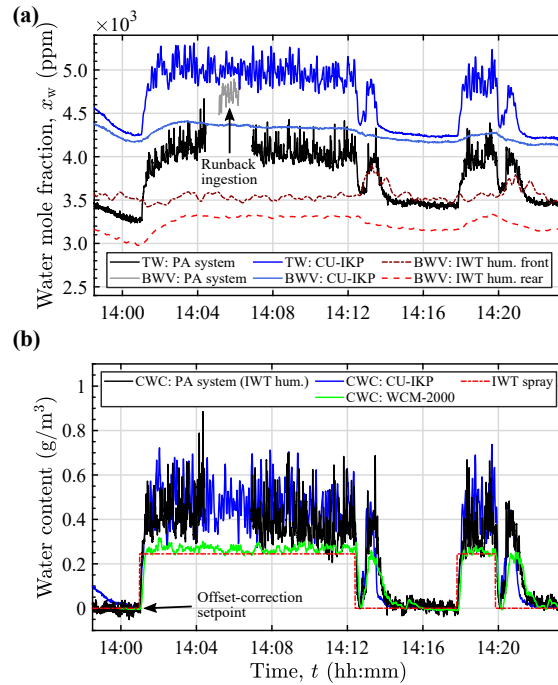 (a)
×10³
Water mole fraction, x_w (ppm)
5.5
5.0
4.5
4.0
3.5
3.0
2.5
Runback
ingestion
TW: PA system
TW: CU-IKP
BWV: IWT hum. front
BWV: PA system
BWV: CU-IKP
BWV: IWT hum. rear
14:00
14:04
14:08
14:12
14:16
14:20
(b)
Water content (g/m³)
1
0.8
0.6
0.4
0.2
0
CWC: PA system (IWT hum.)
CWC: CU-IKP
IWT spray
CWC: WCM-2000
Offset-correction
setpoint
14:00
14:04
14:08
14:12
14:16
14:20
Time, t (hh:mm)